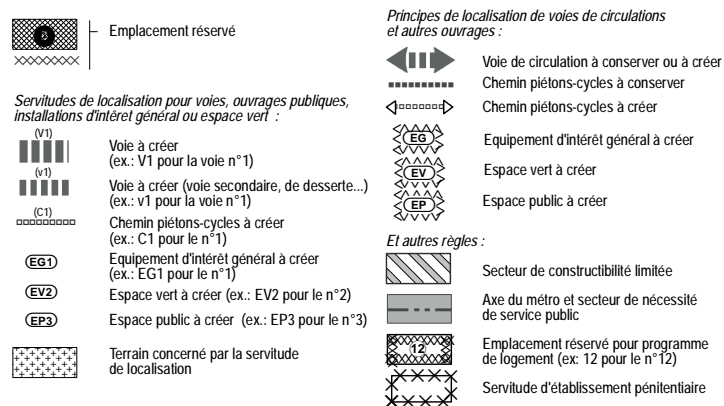 Emplacement réservé
Servitudes de localisation pour voies, ouvrages publiques,
installations d'intéret général ou espace vert :
(V1)
Voie à créer
(ex.: V1 pour la voie n°1)
(v1)
Voie à créer (voie secondaire, de desserte...)
(ex.: v1 pour la voie n°1)
(C1)
Chemin piétons-cycles à créer
(ex.: C1 pour le n°1)
EG1
Equipement d'intérêt général à créer
(ex.: EG1 pour le n°1)
EV2
Espace vert à créer (ex.: EV2 pour le n°2)
EP3
Espace public à créer (ex.: EP3 pour le n°3)
Terrain concerné par la servitude
de localisation
Principes de localisation de voies de circulations
et autres ouvrages :
Voie de circulation à conserver ou à créer
Chemin piétons-cycles à conserver
Chemin piétons-cycles à créer
EG
Equipement d'intérêt général à créer
EV
Espace vert à créer
EP
Espace public à créer
Et autres règles :
Secteur de constructibilité limitée
Axe du métro et secteur de nécessité
de service public
12
Emplacement réservé pour programme
de logement (ex: 12 pour le n°12)
Servitude d'établissement pénitentiaire